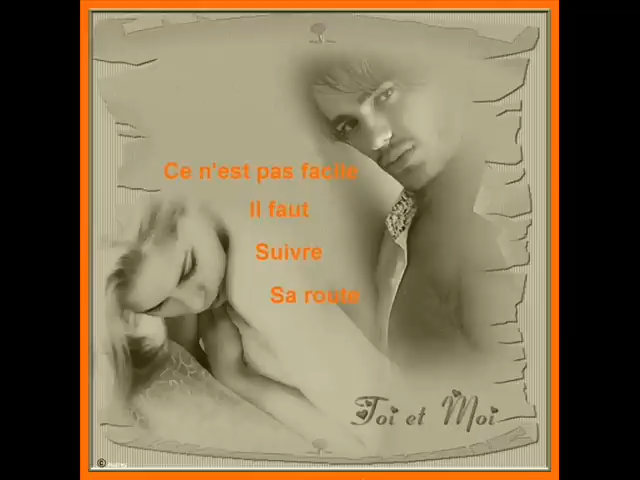 Ce n'est pas facile
Il faut
Suivre
Sa route
Toi et Moi
©